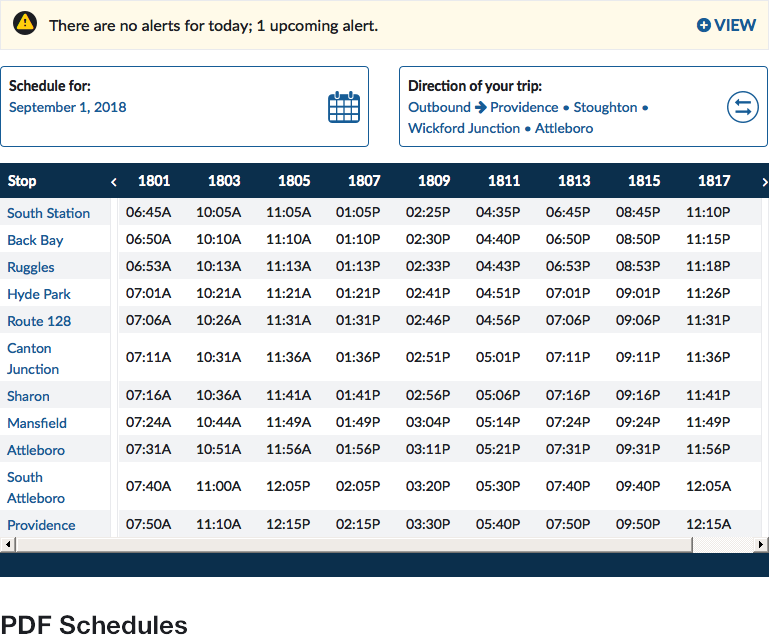 There are no alerts for today; 1 upcoming alert. VIEW
Schedule for:
September 1, 2018
Direction of your trip:
Outbound → Providence • Stoughton •
Wickford Junction • Attleboro
Stop < 1801 1803 1805 1807 1809 1811 1813 1815 1817 >
South Station 06:45A 10:05A 11:05A 01:05P 02:25P 04:35P 06:45P 08:45P 11:10P
Back Bay 06:50A 10:10A 11:10A 01:10P 02:30P 04:40P 06:50P 08:50P 11:15P
Ruggles 06:53A 10:13A 11:13A 01:13P 02:33P 04:43P 06:53P 08:53P 11:18P
Hyde Park 07:01A 10:21A 11:21A 01:21P 02:41P 04:51P 07:01P 09:01P 11:26P
Route 128 07:06A 10:26A 11:31A 01:31P 02:46P 04:56P 07:06P 09:06P 11:31P
Canton
Junction 07:11A 10:31A 11:36A 01:36P 02:51P 05:01P 07:11P 09:11P 11:36P
Sharon 07:16A 10:36A 11:41A 01:41P 02:56P 05:06P 07:16P 09:16P 11:41P
Mansfield 07:24A 10:44A 11:49A 01:49P 03:04P 05:14P 07:24P 09:24P 11:49P
Attleboro 07:31A 10:51A 11:56A 01:56P 03:11P 05:21P 07:31P 09:31P 11:56P
South
Attleboro 07:40A 11:00A 12:05P 02:05P 03:20P 05:30P 07:40P 09:40P 12:05A
Providence 07:50A 11:10A 12:15P 02:15P 03:30P 05:40P 07:50P 09:50P 12:15A
PDF Schedules